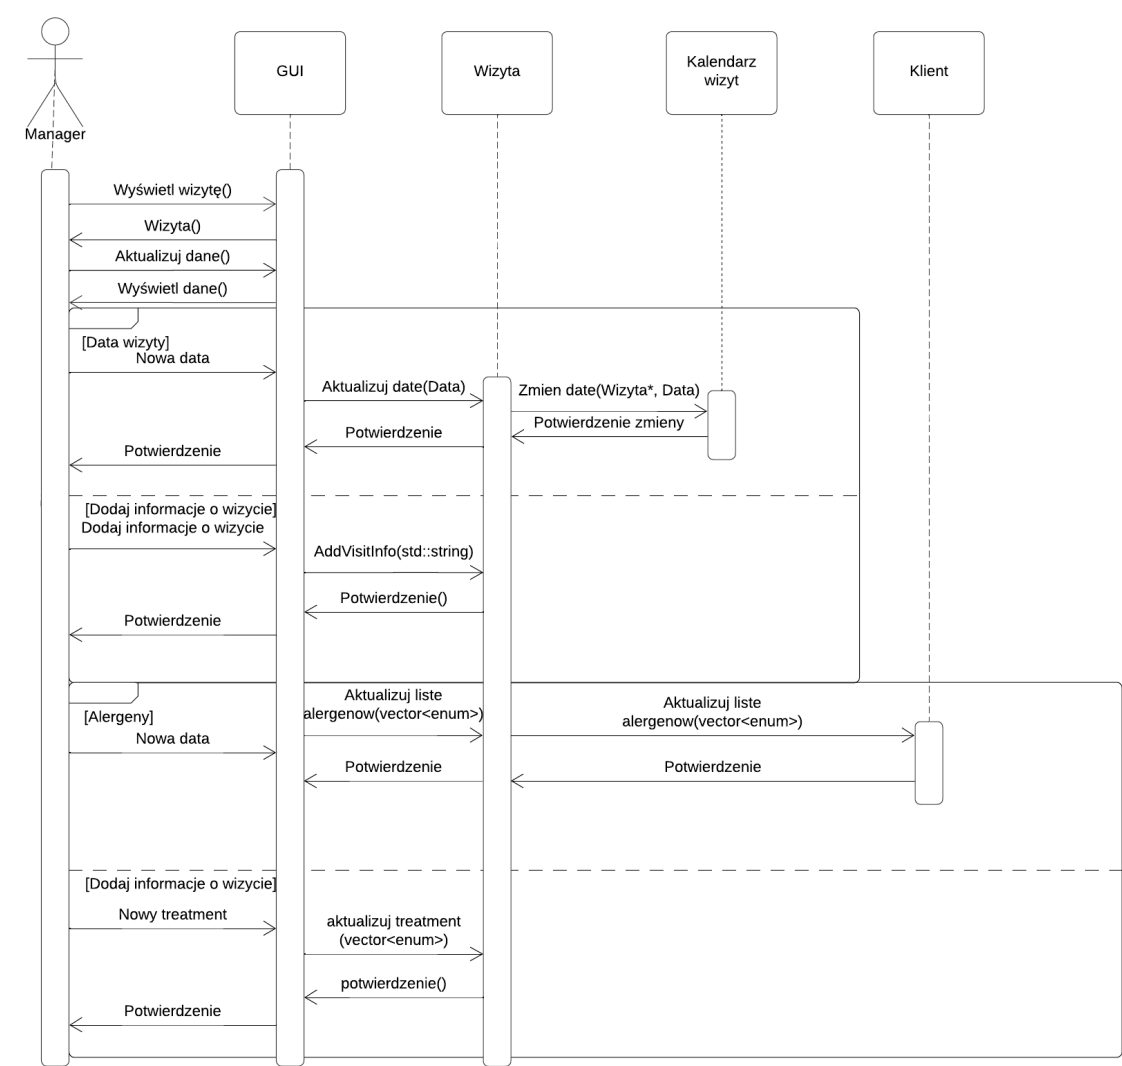 Manager
GUI
Wizyta
Kalendarz
wizyt
Klient
Wyświetl wizytę()
Wizyta()
Aktualizuj dane()
Wyświetl dane()
[Data wizyty]
Nowa data
Aktualizuj date(Data)
Zmien date(Wizyta*, Data)
Potwierdzenie zmieny
Potwierdzenie
Potwierdzenie
[Dodaj informacje o wizycie]
Dodaj informacje o wizycie
AddVisitInfo(std::string)
Potwierdzenie()
Potwierdzenie
[Alergeny]
Aktualizuj liste
alergenow(vector<enum>)
Aktualizuj liste
alergenow(vector<enum>)
Nowa data
Potwierdzenie
Potwierdzenie
[Dodaj informacje o wizycie]
Nowy treatment
aktualizuj treatment
(vector<enum>)
potwierdzenie()
Potwierdzenie